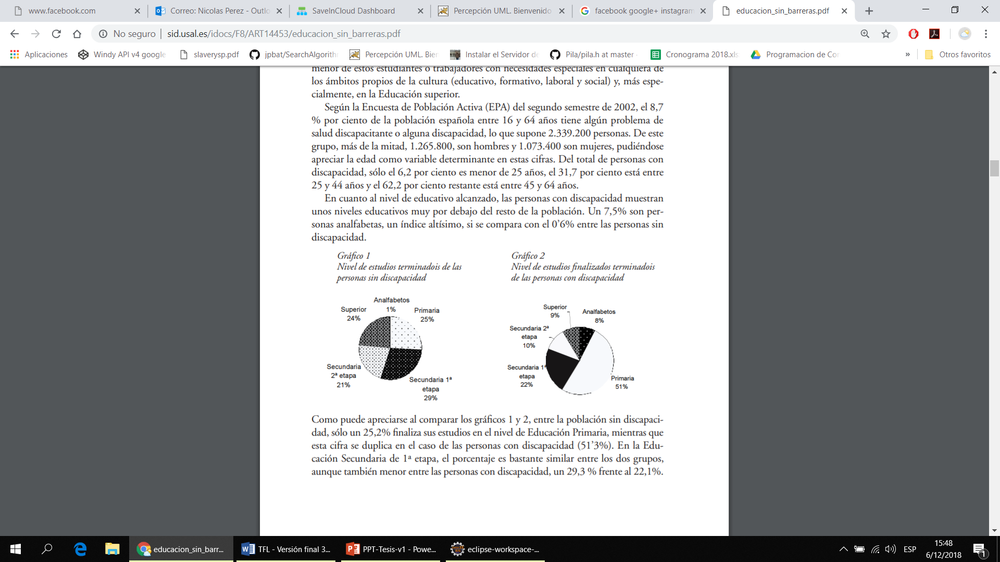 www.facebook.com
Correo: Nicolas Perez - Outlo
SaveInCloud Dashboard
Percepción UML. Bienvenido
facebook google+ instagram
educacion_sin_barreras.pdf
No seguro | sid.usal.es/idocs/F8/ART14453/educacion_sin_barreras.pdf
Aplicaciones
Windy API v4 google
slaverysp.pdf
jpbat/SearchAlgorith
Percepción UML. Bien
Instalar el Servidor de
Pila/pila.h at master -
Cronograma 2018.xls
Programacion de Cor
»
Otros favoritos
menor de estos estudiantes o trabajadores con necesidades especiales en cualquiera de
los ámbitos propios de la cultura (educativo, formativo, laboral y social) y, más espe-
cialmente, en la Educación superior.
Según la Encuesta de Población Activa (EPA) del segundo semestre de 2002, el 8,7
% por ciento de la población española entre 16 y 64 años tiene algún problema de
salud discapacitante o alguna discapacidad, lo que supone 2.339.200 personas. De este
grupo, más de la mitad, 1.265.800, son hombres y 1.073.400 son mujeres, pudiéndose
apreciar la edad como variable determinante en estas cifras. Del total de personas con
discapacidad, sólo el 6,2 por ciento es menor de 25 años, el 31,7 por ciento está entre
25 y 44 años y el 62,2 por ciento restante está entre 45 y 64 años.
En cuanto al nivel de educativo alcanzado, las personas con discapacidad muestran
unos niveles educativos muy por debajo del resto de la población. Un 7,5% son per-
sonas analfabetas, un índice altísimo, si se compara con el 0’6% entre las personas sin
discapacidad.
Gráfico 1
Nivel de estudios terminadois de las
personas sin discapacidad
Analfabetos
1%
Superior
24%
Primaria
25%
Secundaria
2ª etapa
21%
Secundaria 1ª
etapa
29%
Gráfico 2
Nivel de estudios finalizados terminadois
de las personas con discapacidad
Superior
9%
Analfabetos
8%
Secundaria 2ª
etapa
10%
Secundaria 1ª
etapa
22%
Primaria
51%
Como puede apreciarse al comparar los gráficos 1 y 2, entre la población sin discapaci-
dad, sólo un 25,2% finaliza sus estudios en el nivel de Educación Primaria, mientras que
esta cifra se duplica en el caso de las personas con discapacidad (51’3%). En la Edu-
cación Secundaria de 1ª etapa, el porcentaje es bastante similar entre los dos grupos,
aunque también menor entre las personas con discapacidad, un 29,3 % frente al 22,1%.
educacion_sin_barr...
TFL - Versión final 3...
PPT-Tesis-v1 - Powe...
eclipse-workspace-...
ESP
15:48
6/12/2018
1